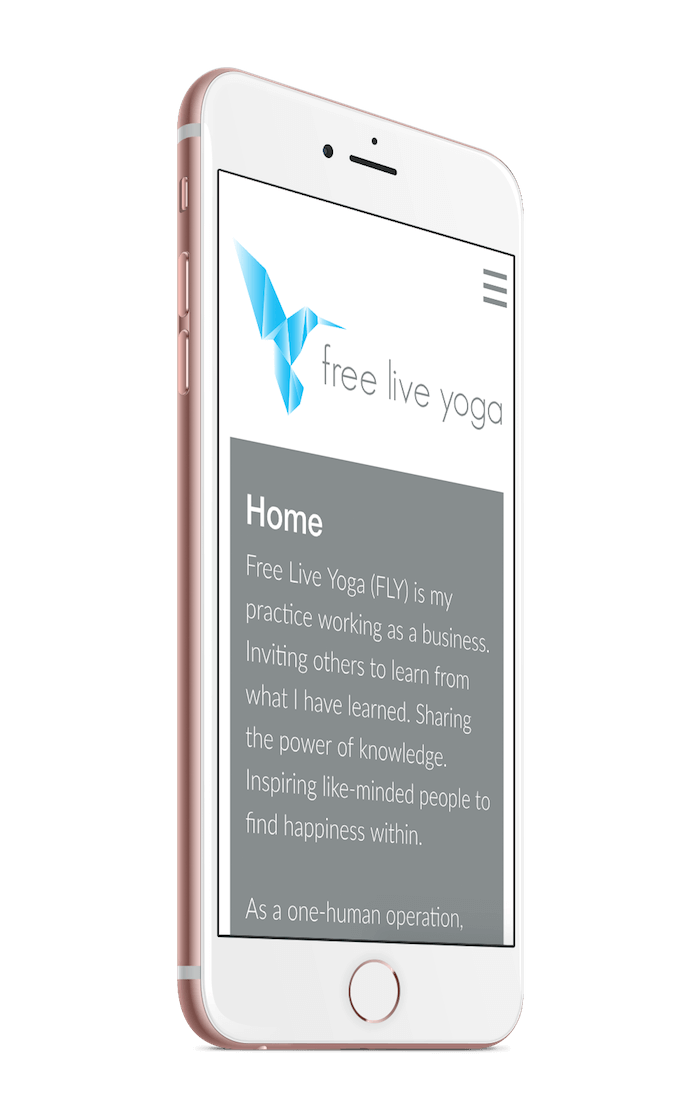 free live yoga
Home
Free Live Yoga (FLY) is my
practice working as a business.
Inviting others to learn from
what I have learned. Sharing
the power of knowledge.
Inspiring like-minded people to
find happiness within.
As a one-human operation,